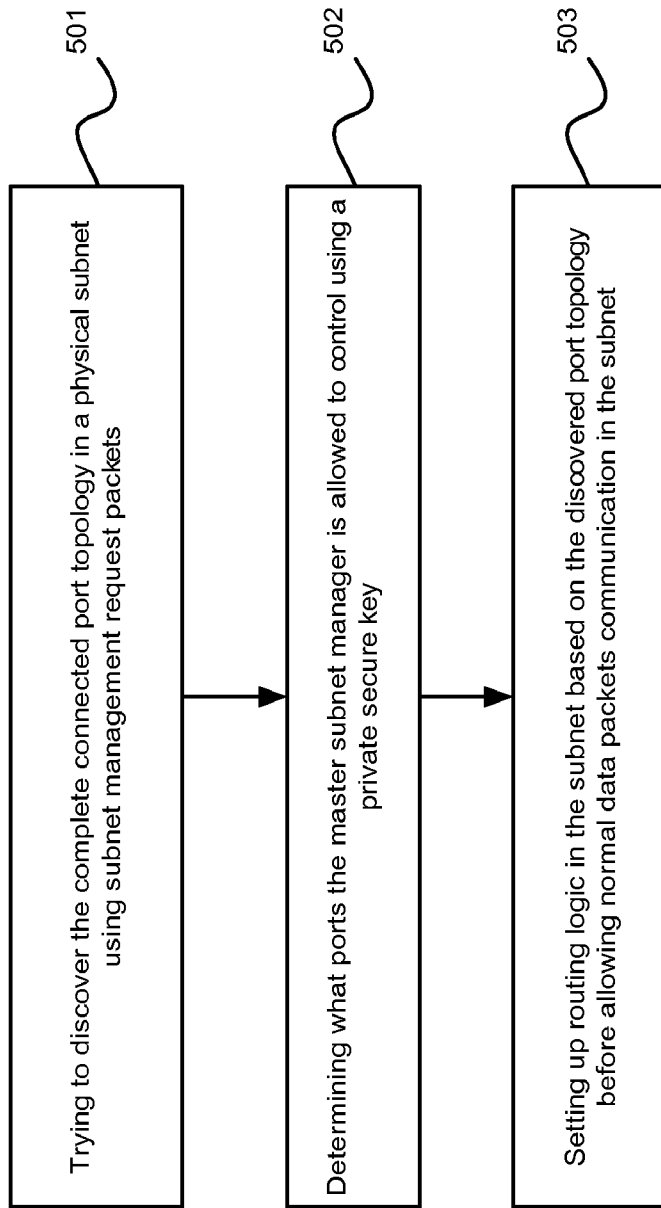 Trying to discover the complete connected port topology in a physical subnet
using subnet management request packets
501
Determining what ports the master subnet manager is allowed to control using a
private secure key
502
Setting up routing logic in the subnet based on the discovered port topology
before allowing normal data packets communication in the subnet
503